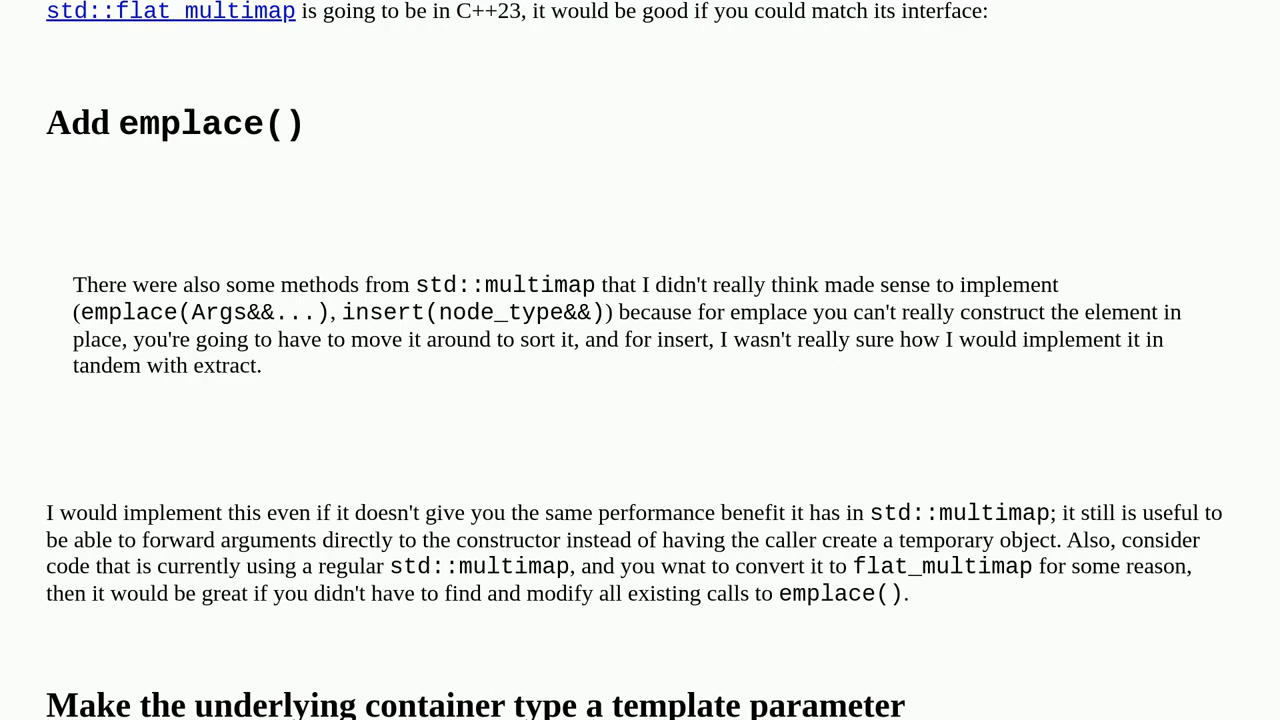 std::flat_multimap is going to be in C++23, it would be good if you could match its interface:
Add emplace()
There were also some methods from std::multimap that I didn't really think made sense to implement
(emplace(Args&&...), insert(node_type&&)) because for emplace you can't really construct the element in
place, you're going to have to move it around to sort it, and for insert, I wasn't really sure how I would implement it in
tandem with extract.
I would implement this even if it doesn't give you the same performance benefit it has in std::multimap; it still is useful to
be able to forward arguments directly to the constructor instead of having the caller create a temporary object. Also, consider
code that is currently using a regular std::multimap, and you wnat to convert it to flat_multimap for some reason,
then it would be great if you didn't have to find and modify all existing calls to emplace().
Make the underlying container type a template parameter